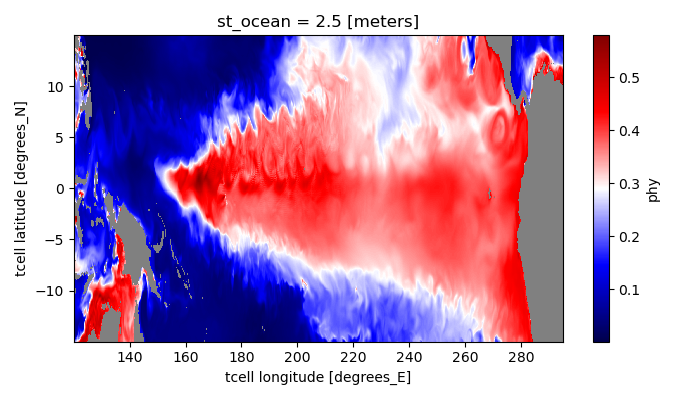 st_ocean = 2.5 [meters]
10
5
0
−5
−10
tcell latitude [degrees_N]
140 160 180 200 220 240 260 280
tcell longitude [degrees_E]
0.5
0.4
0.3
0.2
0.1
phy